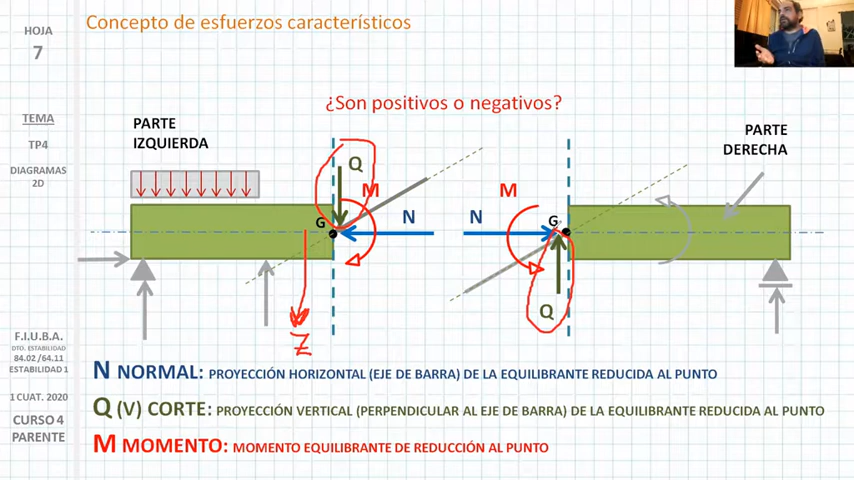 HOJA
7
Concepto de esfuerzos característicos
¿Son positivos o negativos?
TEMA
TP4
DIAGRAMAS
2D
PARTE
IZQUIERDA
PARTE
DERECHA
Q
M
N
G
Z
M
N
G
Q
F.I.U.B.A.
DTO. ESTABILIDAD
84.02 /64.11
ESTABILIDAD 1
1 CUAT. 2020
CURSO 4
PARENTE
N NORMAL: PROYECCIÓN HORIZONTAL (EJE DE BARRA) DE LA EQUILIBRANTE REDUCIDA AL PUNTO
Q (V) CORTE: PROYECCIÓN VERTICAL (PERPENDICULAR AL EJE DE BARRA) DE LA EQUILIBRANTE REDUCIDA AL PUNTO
M MOMENTO: MOMENTO EQUILIBRANTE DE REDUCCIÓN AL PUNTO